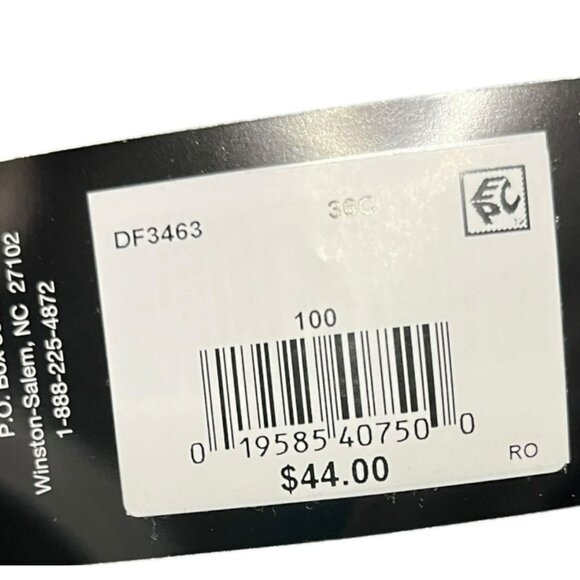 P.O. Box
Winston-Salem, NC 27102
1-888-225-4872
DF3463
36C
EPC
100
0 19585 40750 0
$44.00
RO